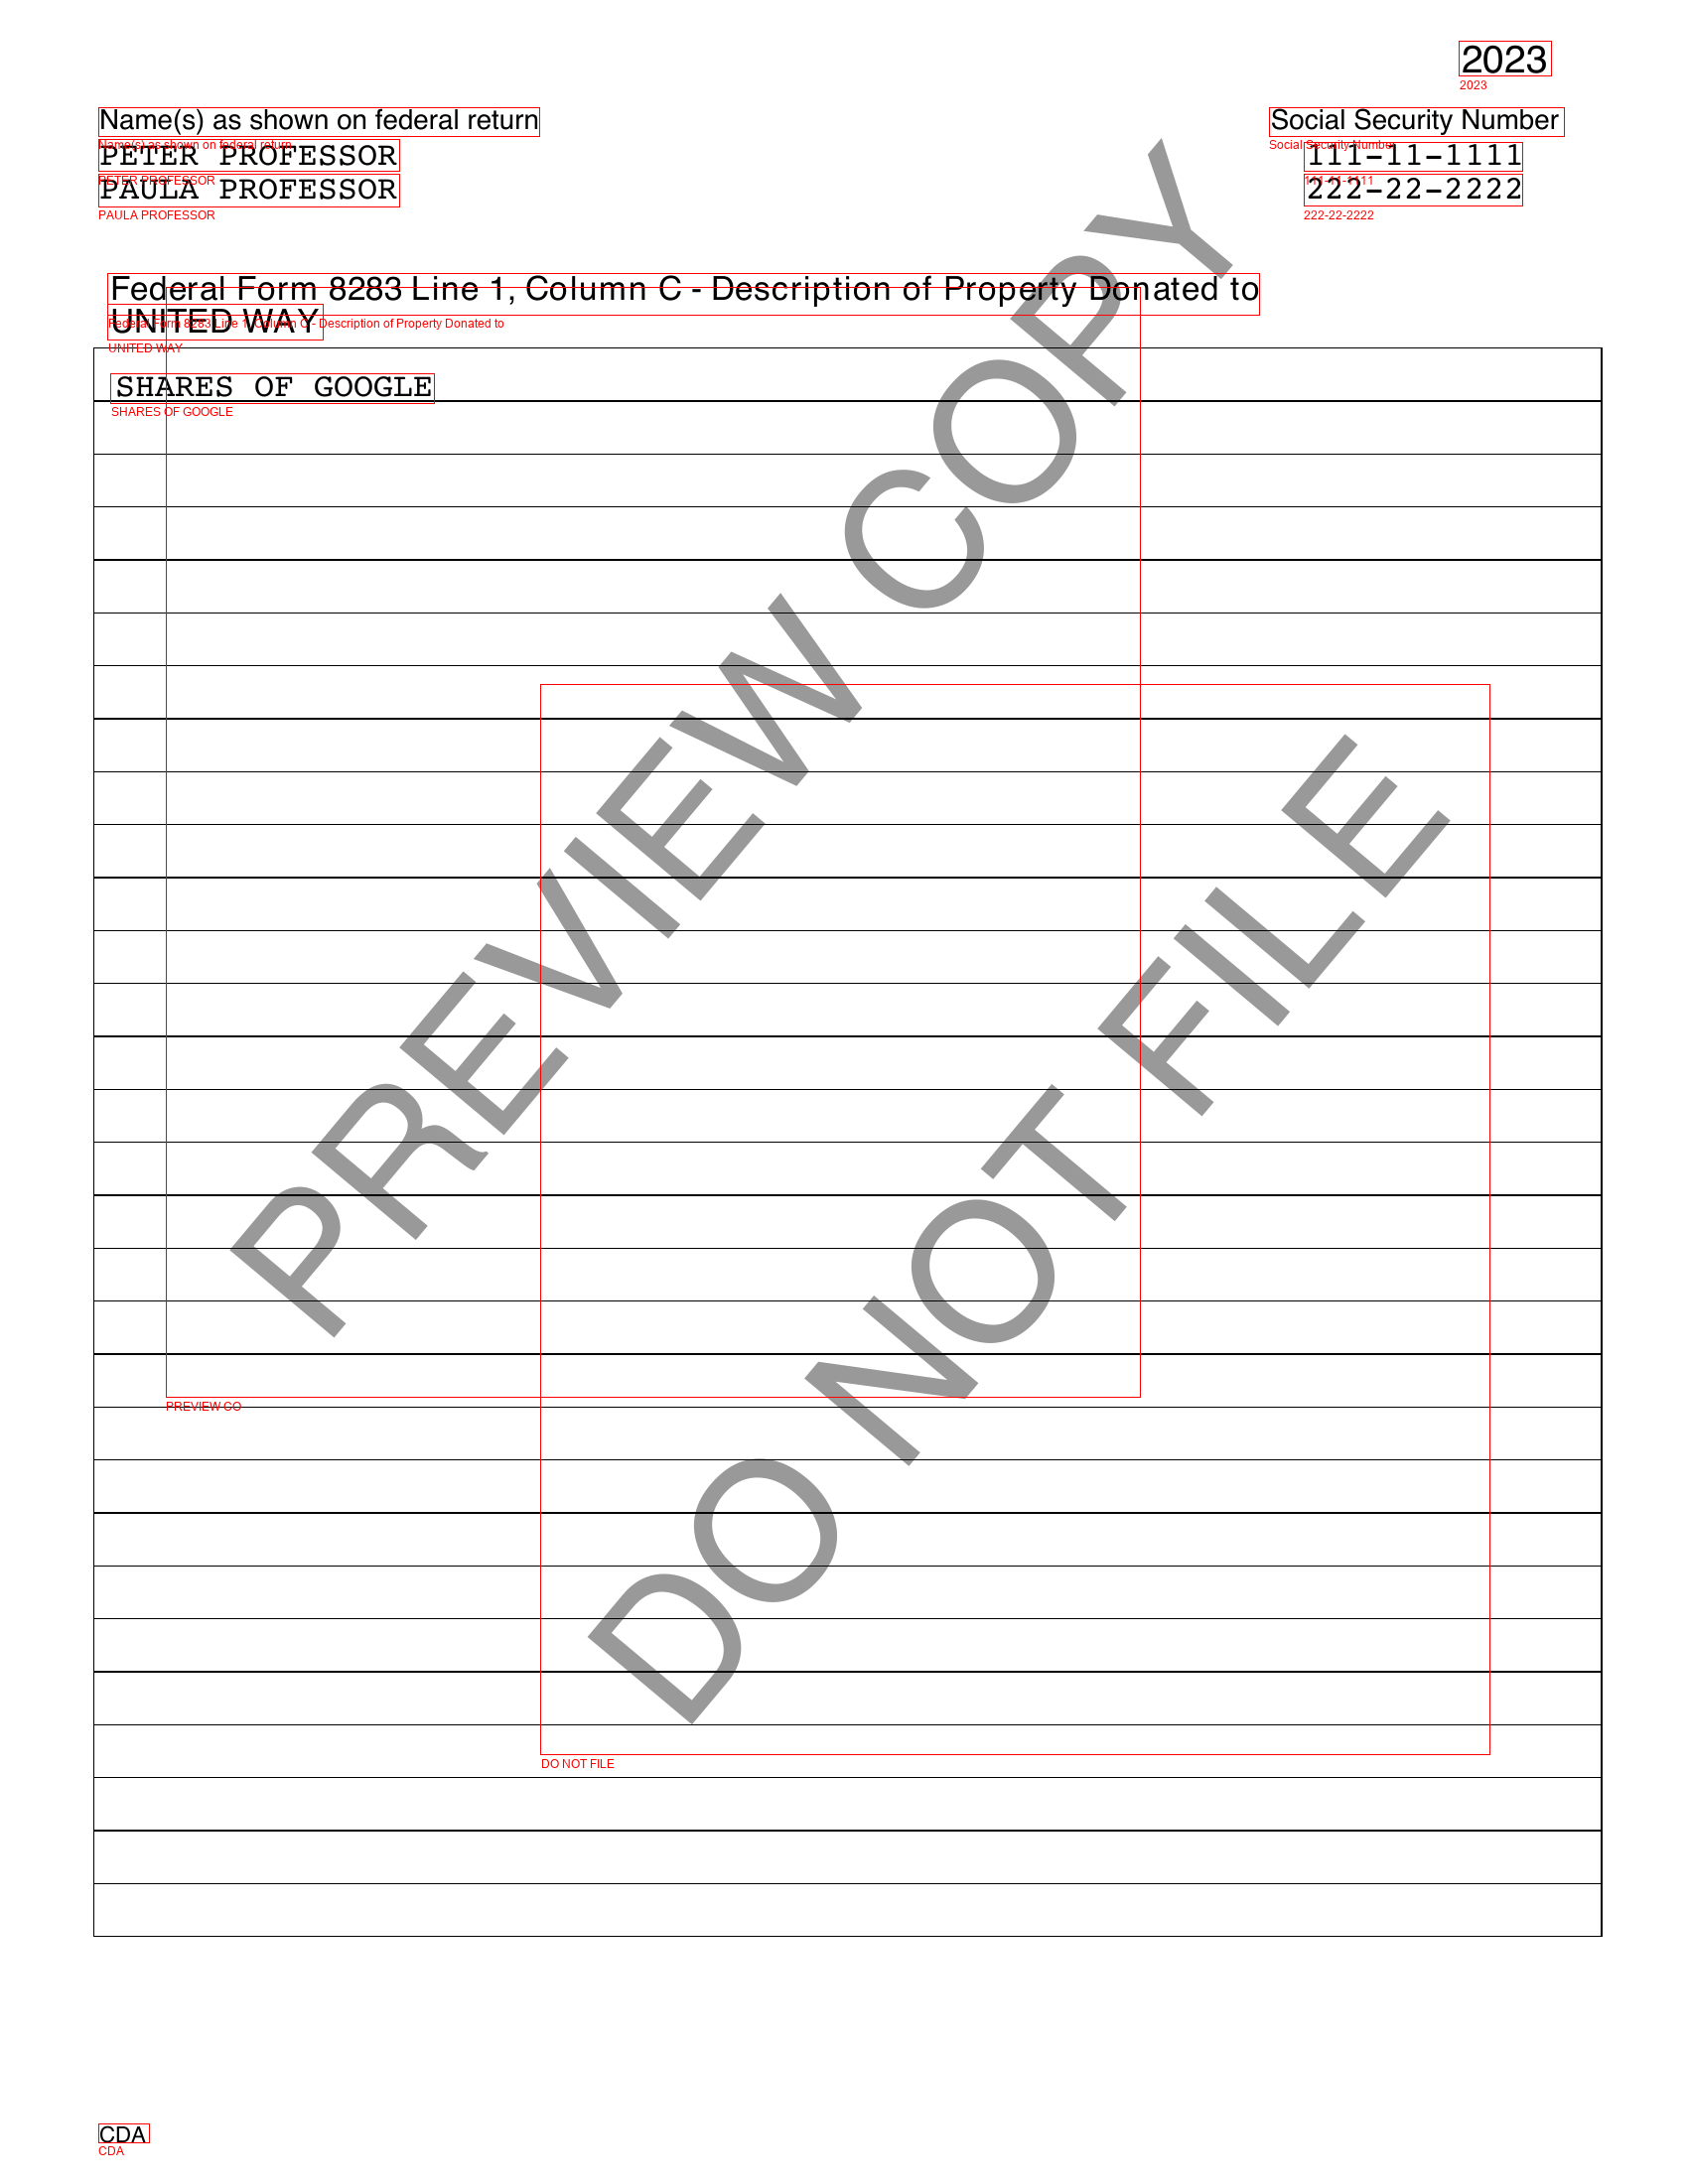 2023
Name(s) as shown on federal return
Social Security Number
Name(s) as shown on federal return
Social Security Number
PETER PROFESSOR
111-11-1111
PETER PROFESSOR
111-11-1111
PAULA PROFESSOR
222-22-2222
PAULA PROFESSOR
222-22-2222
2023
Federal Form 8283 Line 1, Column C - Description of Property Donated to
UNITED WAY
Federal Form 8283 Line 1, Column C - Description of Property Donated to
UNITED WAY
SHARES OF GOOGLE
SHARES OF GOOGLE
PREVIEW COPY
DO NOT FILE
PREVIEW CO
DO NOT FILE
CDA
CDA